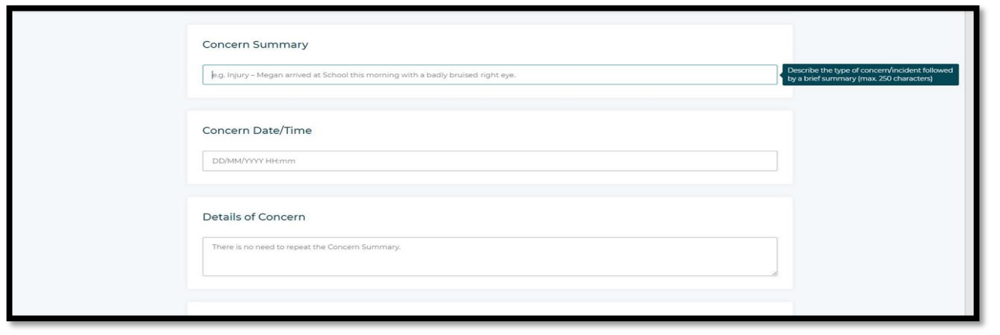 Concern Summary
e.g. Injury – Megan arrived at School this morning with a badly bruised right eye.
Describe the type of concern/incident followed
by a brief summary (max. 250 characters)
Concern Date/Time
DD/MM/YYYY HH:mm
Details of Concern
There is no need to repeat the Concern Summary.